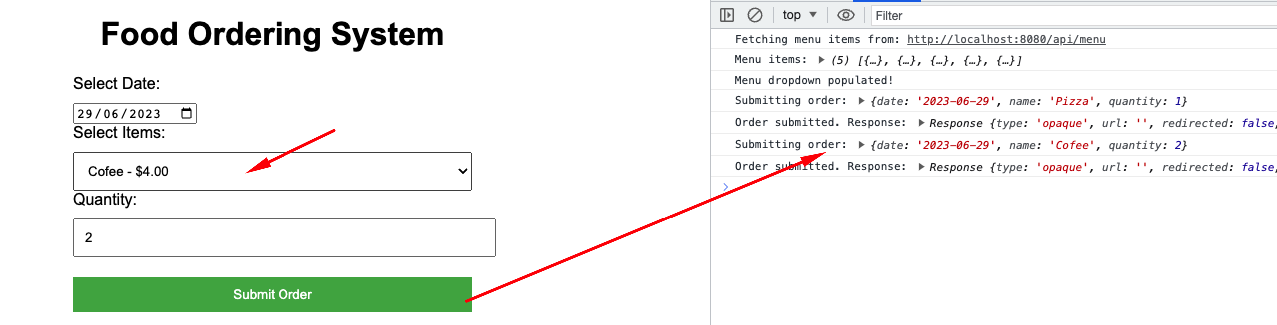 Food Ordering System
Select Date:
29/06/2023
Select Items:
Cofee - $4.00
Quantity:
2
Submit Order
top
Filter
Fetching menu items from: http://localhost:8080/api/menu
Menu items: (5) [{…}, {…}, {…}, {…}, {…}]
Menu dropdown populated!
Submitting order: {date: '2023-06-29', name: 'Pizza', quantity: 1}
Order submitted. Response: Response {type: 'opaque', url: '', redirected: false,
Submitting order: {date: '2023-06-29', name: 'Cofee', quantity: 2}
Order submitted. Response: Response {type: 'opaque', url: '', redirected: false,